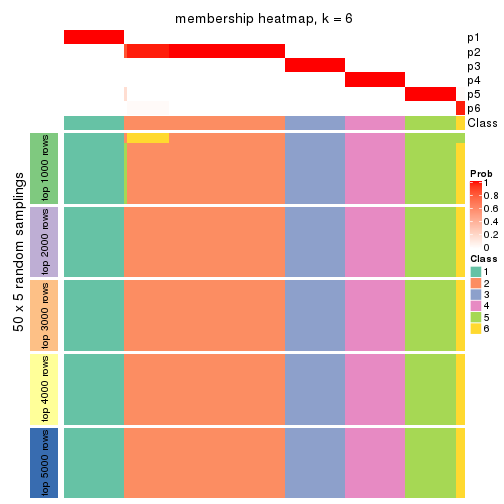 membership heatmap, k = 6
p1
p2
p3
p4
p5
p6
Class
50 x 5 random samplings
top 1000 rows
top 2000 rows
top 3000 rows
top 4000 rows
top 5000 rows
Prob
1
0.8
0.6
0.4
0.2
0
Class
1
2
3
4
5
6